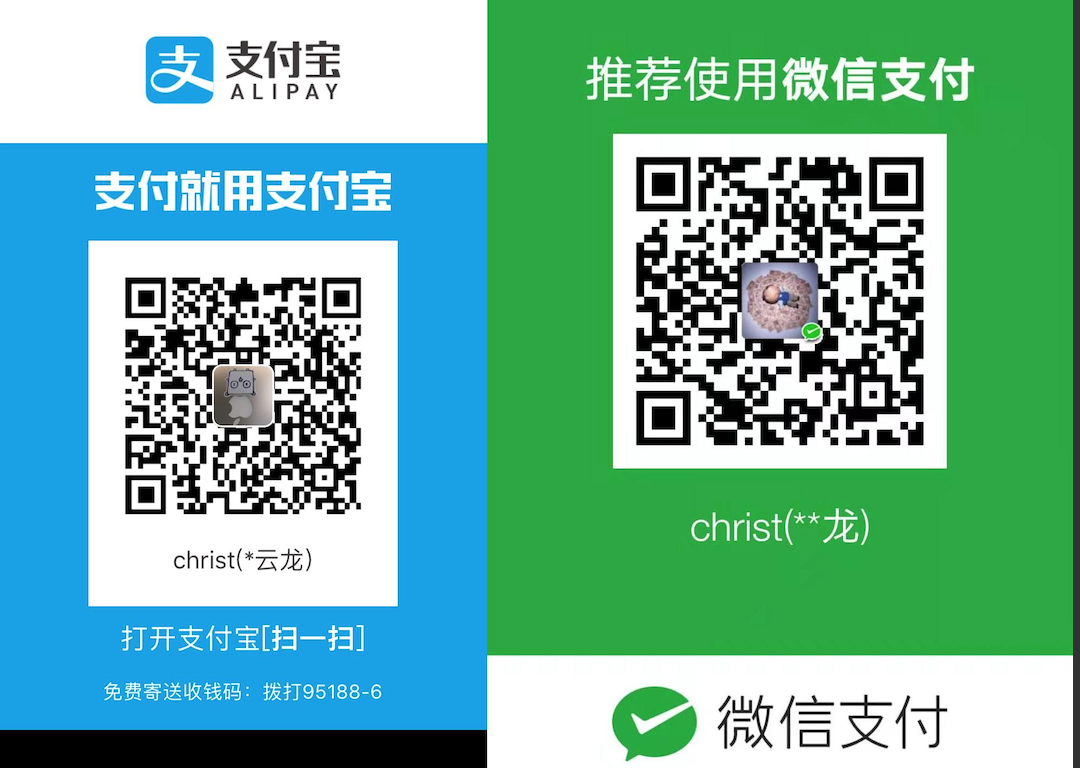 支付宝
ALIPAY
支付就用支付宝
christ(*云龙)
打开支付宝[扫一扫]
免费寄送收钱码：拨打95188-6
推荐使用微信支付
christ(**龙)
微信支付